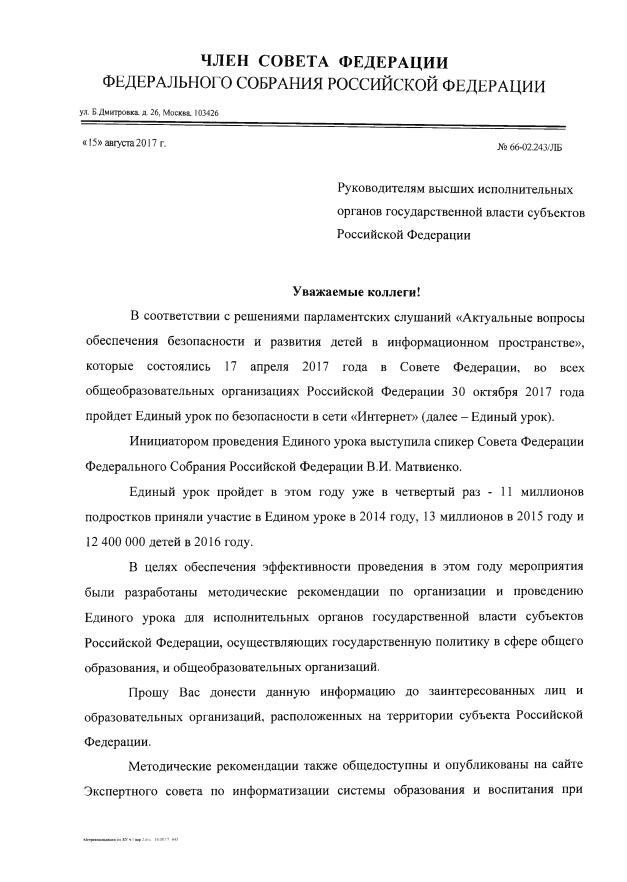 ЧЛЕН СОВЕТА ФЕДЕРАЦИИ
ФЕДЕРАЛЬНОГО СОБРАНИЯ РОССИЙСКОЙ ФЕДЕРАЦИИ
ул. Б.Дмитровка, д. 26, Москва, 103426
«15» августа 2017 г.
№ 66-02.243/ЛБ
Руководителям высших исполнительных
органов государственной власти субъектов
Российской Федерации
Уважаемые коллеги!
В соответствии с решениями парламентских слушаний «Актуальные вопросы
обеспечения безопасности и развития детей в информационном пространстве»,
которые состоялись 17 апреля 2017 года в Совете Федерации, во всех
общеобразовательных организациях Российской Федерации 30 октября 2017 года
пройдет Единый урок по безопасности в сети «Интернет» (далее – Единый урок).
Инициатором проведения Единого урока выступила спикер Совета Федерации
Федерального Собрания Российской Федерации В.И. Матвиенко.
Единый урок пройдет в этом году уже в четвертый раз - 11 миллионов
подростков приняли участие в Едином уроке в 2014 году, 13 миллионов в 2015 году и
12 400 000 детей в 2016 году.
В целях обеспечения эффективности проведения в этом году мероприятия
были разработаны методические рекомендации по организации и проведению
Единого урока для исполнительных органов государственной власти субъектов
Российской Федерации, осуществляющих государственную политику в сфере общего
образования, и общеобразовательных организаций.
Прошу Вас донести данную информацию до заинтересованных лиц и
образовательных организаций, расположенных на территории субъекта Российской
Федерации.
Методические рекомендации также общедоступны и опубликованы на сайте
Экспертного совета по информатизации системы образования и воспитания при